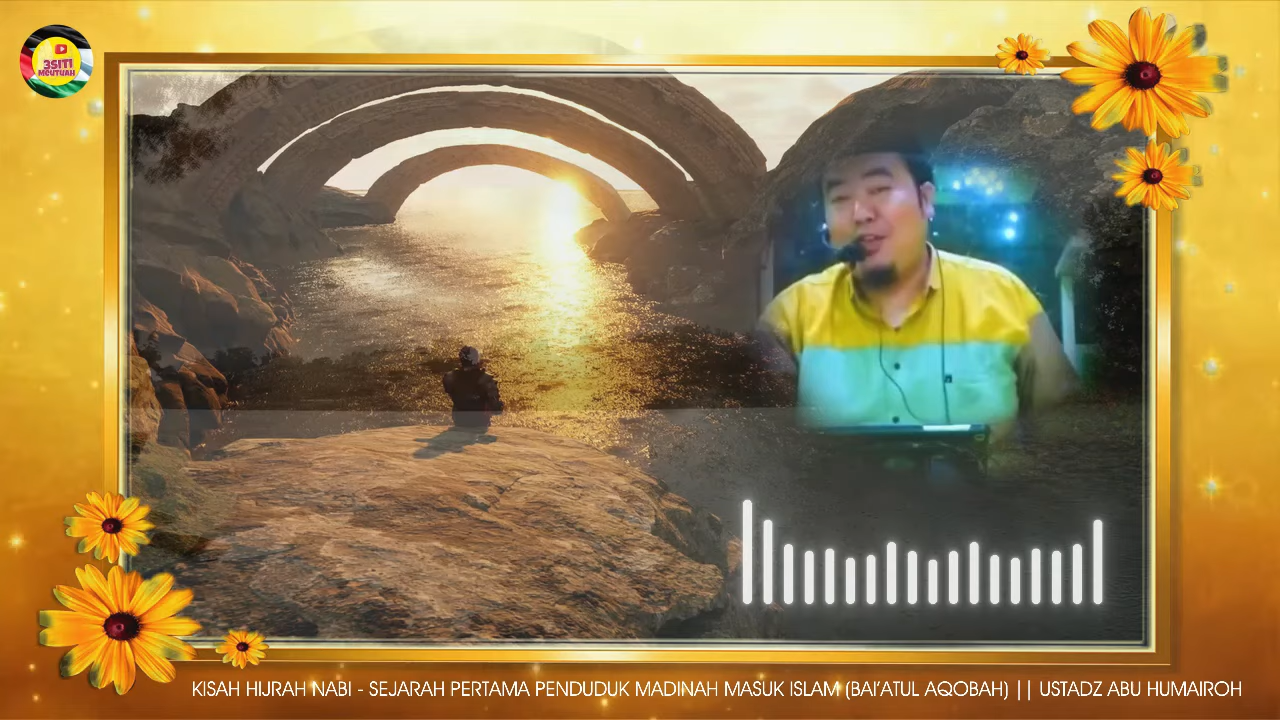 3SITI
MEUTUAH
KISAH HIJRAH NABI - SEJARAH PERTAMA PENDUDUK MADINAH MASUK ISLAM (BAI'ATUL AQOBAH) || USTADZ ABU HUMAIROH